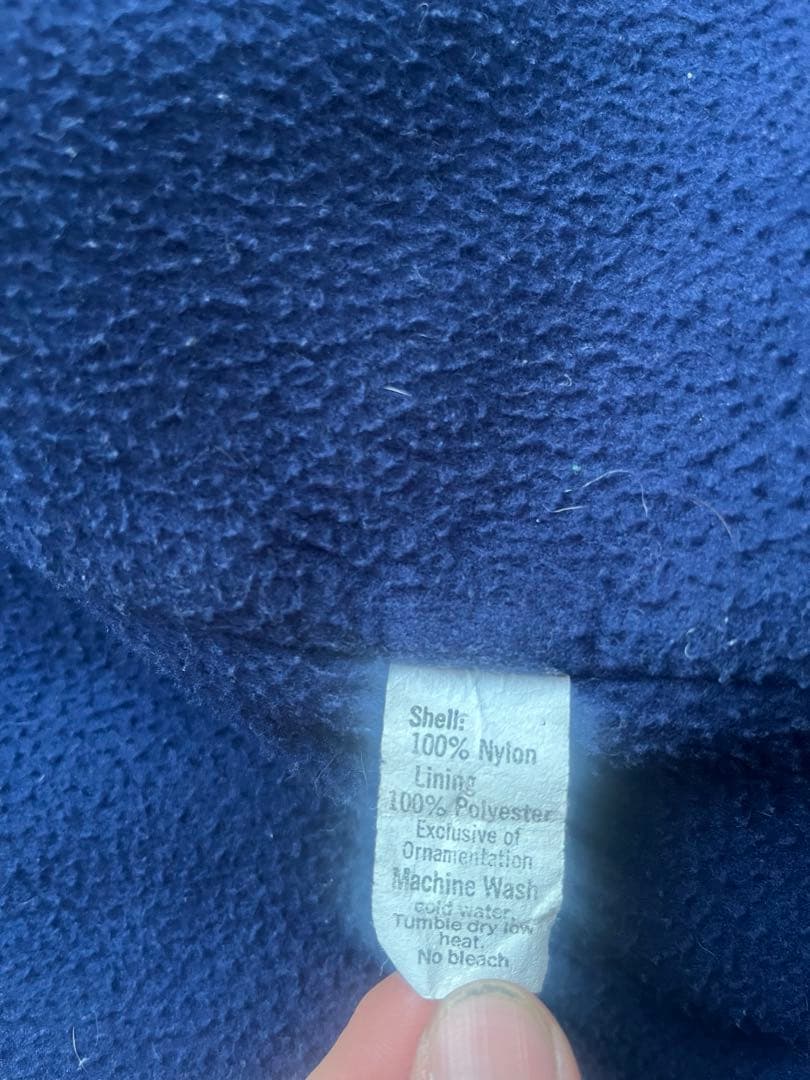 Shell:
100% Nylon
Lining
100% Polyester
Exclusive of
Ornamentation
Machine Wash
cold water
Tumble dry low
heat.
No bleach